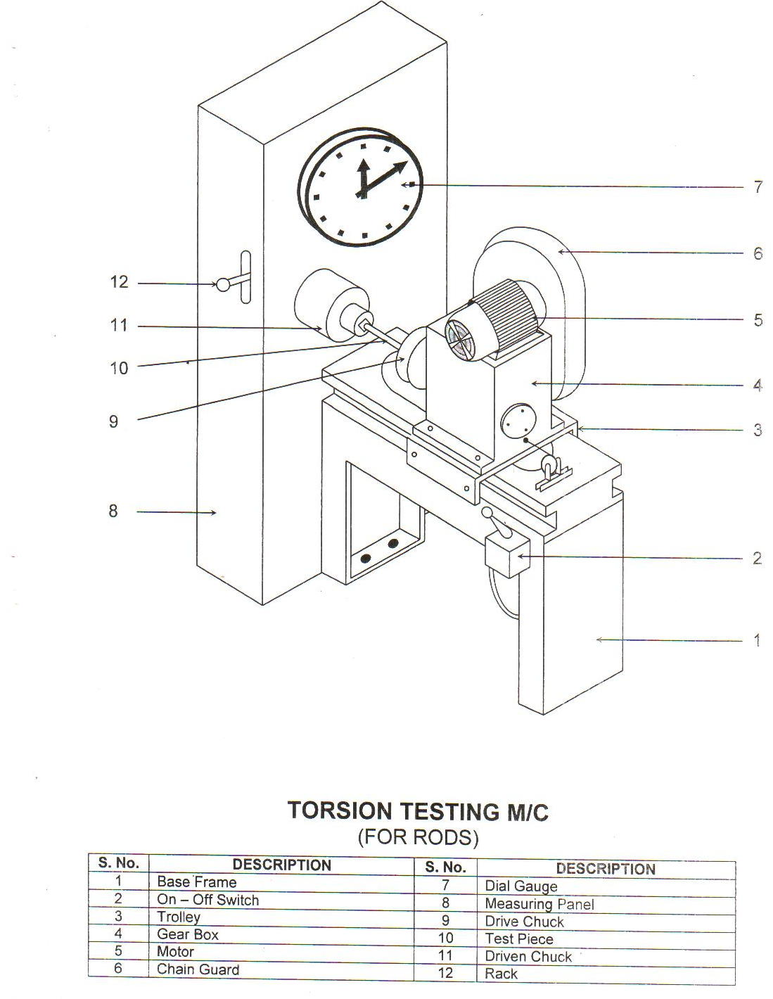 7
6
12
5
11
10
4
9
3
8
2
1
TORSION TESTING M/C
(FOR RODS)
S. No. DESCRIPTION S. No. DESCRIPTION
1 Base Frame 7 Dial Gauge
2 On – Off Switch 8 Measuring Panel
3 Trolley 9 Drive Chuck
4 Gear Box 10 Test Piece
5 Motor 11 Driven Chuck
6 Chain Guard 12 Rack